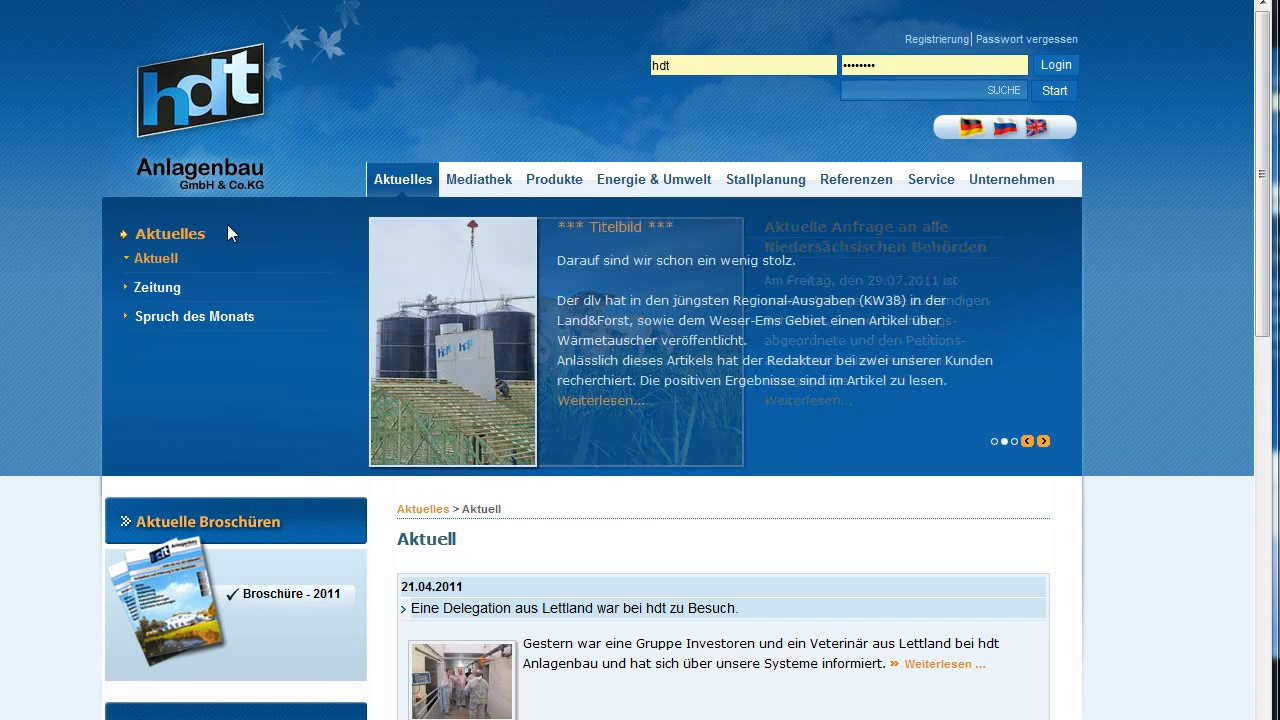 Registrierung| Passwort vergessen
hdt
•••••••• Login
SUCHE Start
hdt
Anlagenbau
GmbH & Co.KG
Aktuelles Mediathek Produkte Energie & Umwelt Stallplanung Referenzen Service Unternehmen
Aktuelles
Aktuell
Zeitung
Spruch des Monats
*** Titelbild ***
Darauf sind wir schon ein wenig stolz.
Der dlv hat in den jüngsten Regional-Ausgaben (KW38) in der
Land&Forst, sowie dem Weser-Ems Gebiet einen Artikel über
Wärmetauscher veröffentlicht.
Anlässlich dieses Artikels hat der Redakteur bei zwei unserer Kunden
recherchiert. Die positiven Ergebnisse sind im Artikel zu lesen.
Weiterlesen...
Aktuelle Anfrage an alle
Niedersächsischen Behörden
Am Freitag, den 29.07.2011 ist
abgeordnete und den Petitions-
Weiterlesen...
Aktuelle Broschüren
Broschüre - 2011
Aktuelles > Aktuell
Aktuell
21.04.2011
Eine Delegation aus Lettland war bei hdt zu Besuch.
Gestern war eine Gruppe Investoren und ein Veterinär aus Lettland bei hdt
Anlagenbau und hat sich über unsere Systeme informiert. » Weiterlesen ...